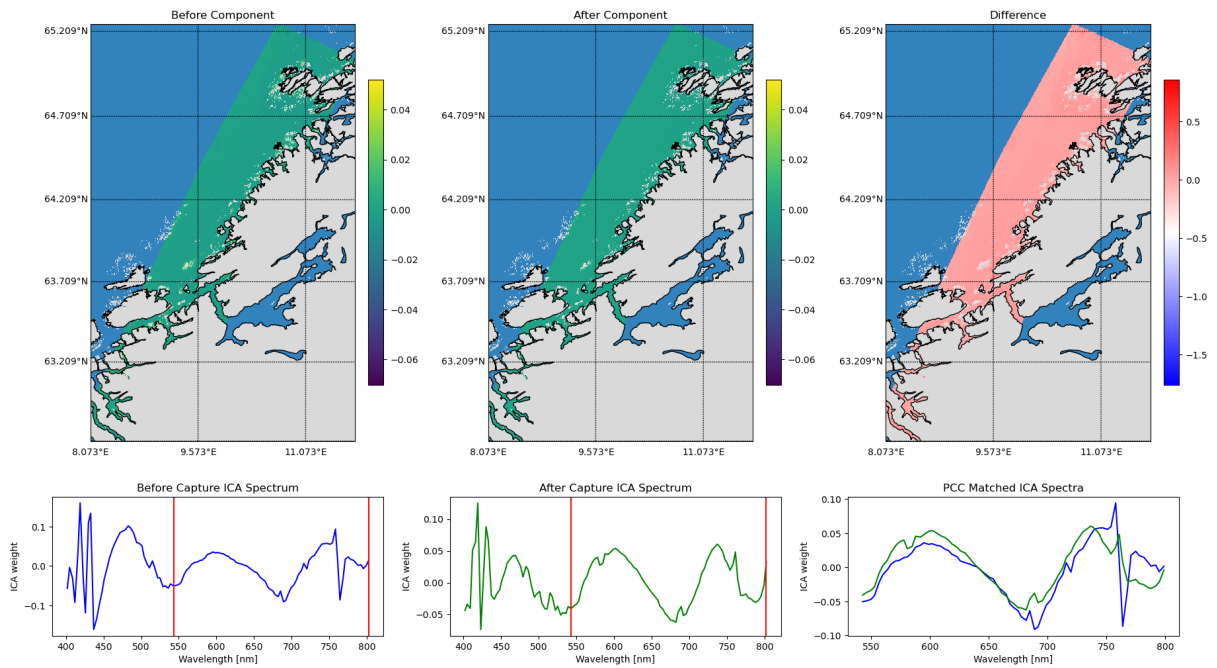 Before Component
After Component
Difference
65.209°N
64.709°N
64.209°N
63.709°N
63.209°N
8.073°E
9.573°E
11.073°E
0.04
0.02
0.00
−0.02
−0.04
−0.06
65.209°N
64.709°N
64.209°N
63.709°N
63.209°N
8.073°E
9.573°E
11.073°E
0.04
0.02
0.00
−0.02
−0.04
−0.06
65.209°N
64.709°N
64.209°N
63.709°N
63.209°N
8.073°E
9.573°E
11.073°E
0.5
0.0
−0.5
−1.0
−1.5
Before Capture ICA Spectrum
ICA weight
0.1
0.0
−0.1
400 450 500 550 600 650 700 750 800
Wavelength [nm]
After Capture ICA Spectrum
ICA weight
0.10
0.05
0.00
−0.05
400 450 500 550 600 650 700 750 800
Wavelength [nm]
PCC Matched ICA Spectra
ICA weight
0.10
0.05
0.00
−0.05
−0.10
550 600 650 700 750 800
Wavelength [nm]